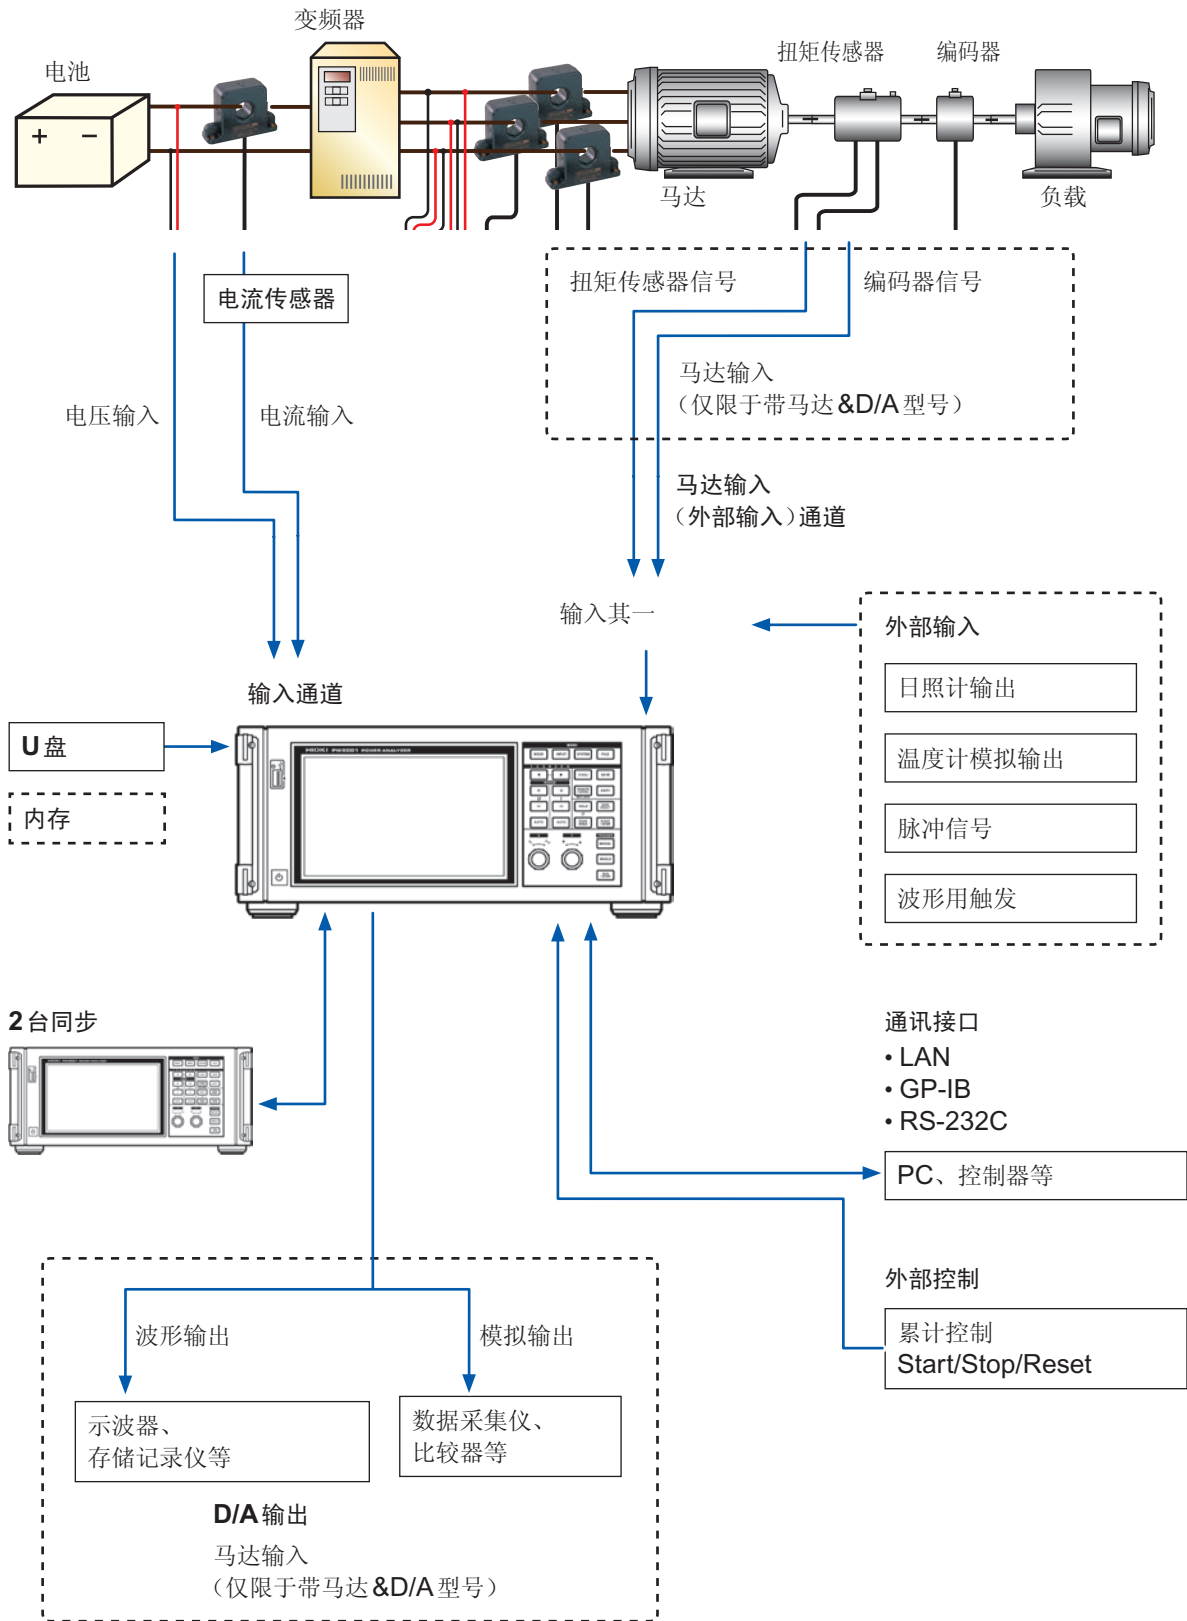 变频器
电池
扭矩传感器
编码器
+ −
马达
负载
扭矩传感器信号
编码器信号
电流传感器
马达输入
（仅限于带马达&D/A型号）
电压输入
电流输入
马达输入
（外部输入）通道
输入其一
外部输入
日照计输出
温度计模拟输出
脉冲信号
波形用触发
输入通道
U盘
内存
HIOKI PW8001 POWER ANALYZER
2台同步
通讯接口
• LAN
• GP-IB
• RS-232C
PC、控制器等
外部控制
累计控制
Start/Stop/Reset
波形输出
模拟输出
示波器、
存储记录仪等
数据采集仪、
比较器等
D/A输出
马达输入
（仅限于带马达&D/A型号）